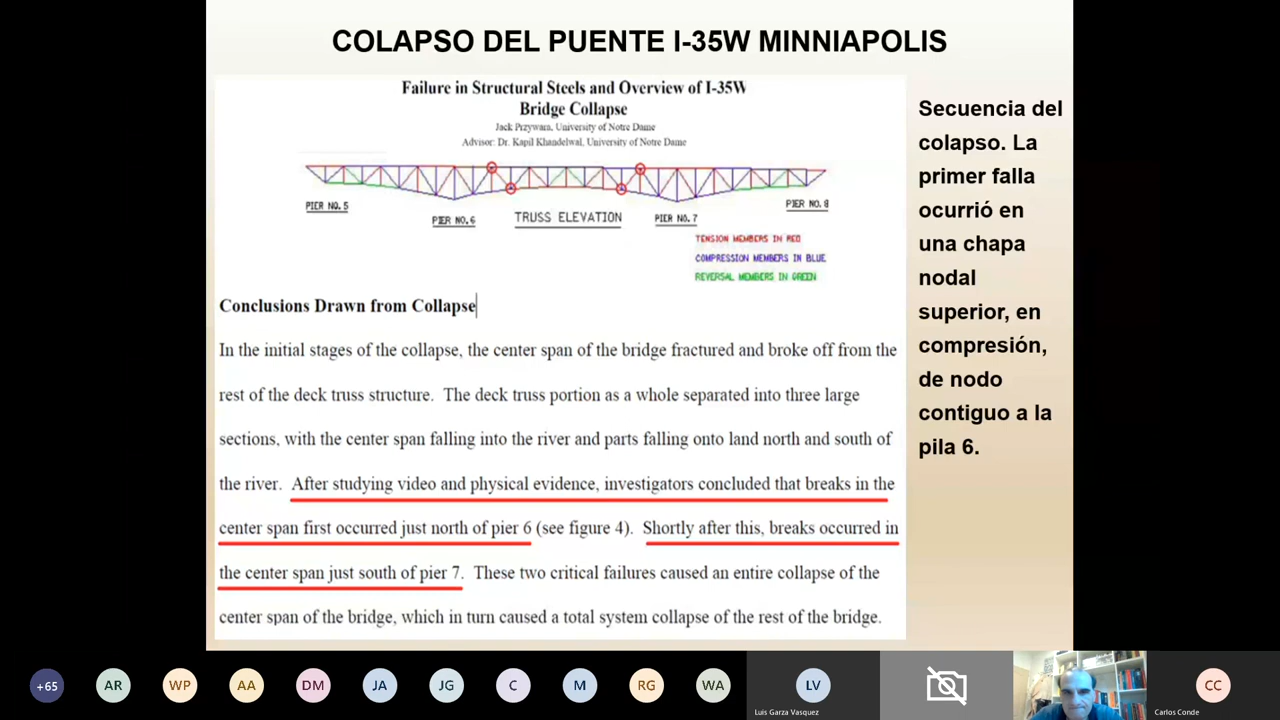 COLAPSO DEL PUENTE I-35W MINNIAPOLIS
Failure in Structural Steels and Overview of I-35W
Bridge Collapse
Jack Przywara, University of Notre Dame
Advisor: Dr. Kapil Khandelwal, University of Notre Dame
PIER NO.5
PIER NO.6
TRUSS ELEVATION
PIER NO.7
PIER NO.8
TENSION MEMBERS IN RED
COMPRESSION MEMBERS IN BLUE
REVERSAL MEMBERS IN GREEN
Conclusions Drawn from Collapse
In the initial stages of the collapse, the center span of the bridge fractured and broke off from the
rest of the deck truss structure. The deck truss portion as a whole separated into three large
sections, with the center span falling into the river and parts falling onto land north and south of
the river. After studying video and physical evidence, investigators concluded that breaks in the
center span first occurred just north of pier 6 (see figure 4). Shortly after this, breaks occurred in
the center span just south of pier 7. These two critical failures caused an entire collapse of the
center span of the bridge, which in turn caused a total system collapse of the rest of the bridge.
Secuencia del
colapso. La
primer falla
ocurrió en
una chapa
nodal
superior, en
compresión,
de nodo
contiguo a la
pila 6.
+65
AR
WP
AA
DM
JA
JG
C
M
RG
WA
LV
Luis Garza Vasquez
CC
Carlos Conde